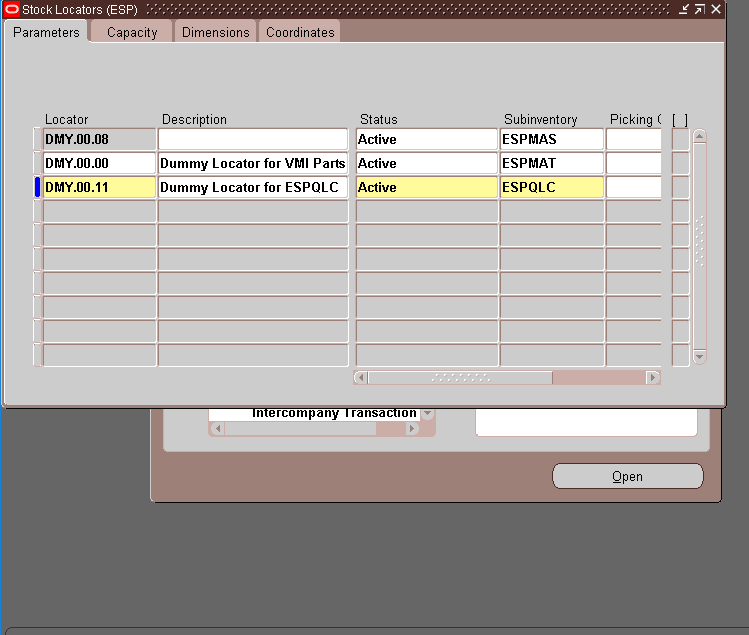 Stock Locators (ESP)
Parameters Capacity Dimensions Coordinates
Locator Description Status Subinventory Picking [ ]
DMY.00.08 Active ESPMAS
DMY.00.00 Dummy Locator for VMI Parts Active ESPMAT
DMY.00.11 Dummy Locator for ESPQLC Active ESPQLC
Intercompany Transaction
Open